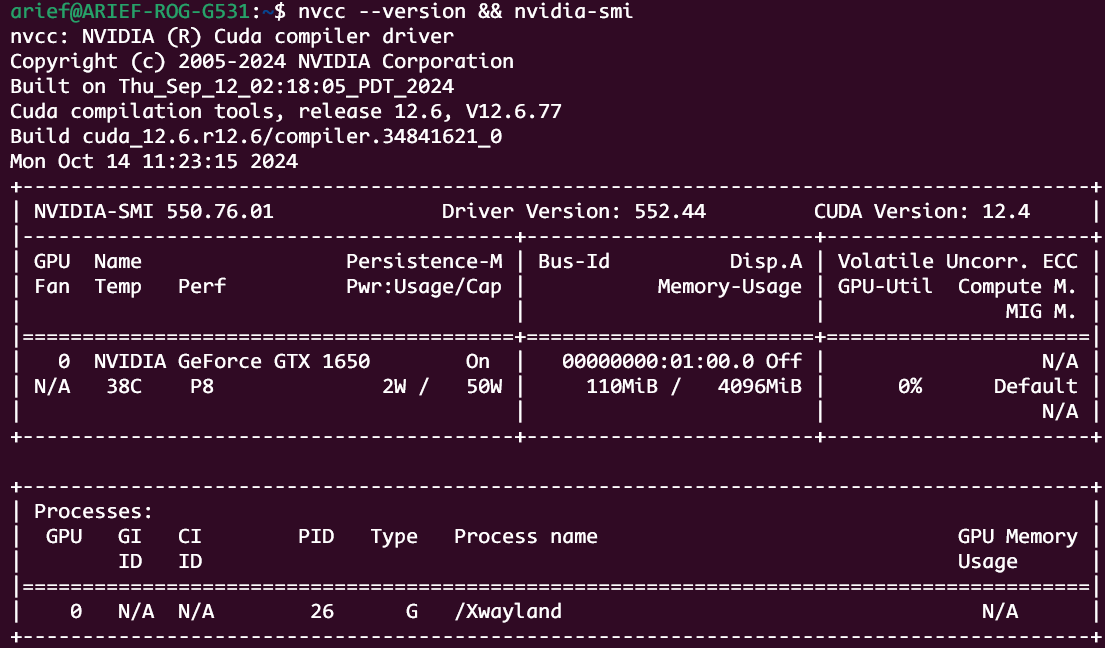 arief@ARIEF-ROG-G531:~$ nvcc --version && nvidia-smi
nvcc: NVIDIA (R) Cuda compiler driver
Copyright (c) 2005-2024 NVIDIA Corporation
Built on Thu_Sep_12_02:18:05_PDT_2024
Cuda compilation tools, release 12.6, V12.6.77
Build cuda_12.6.r12.6/compiler.34841621_0
Mon Oct 14 11:23:15 2024
+-----------------------------------------------------------------------------------------+
| NVIDIA-SMI 550.76.01              Driver Version: 552.44         CUDA Version: 12.4     |
|-----------------------------------------+------------------------+----------------------+
| GPU  Name                 Persistence-M | Bus-Id          Disp.A | Volatile Uncorr. ECC |
| Fan  Temp   Perf          Pwr:Usage/Cap |           Memory-Usage | GPU-Util  Compute M. |
|                                         |                        |               MIG M. |
|=========================================+========================+======================|
|   0  NVIDIA GeForce GTX 1650        On  |   00000000:01:00.0 Off |                  N/A |
| N/A   38C    P8              2W /   50W |     110MiB /   4096MiB |      0%      Default |
|                                         |                        |                  N/A |
+-----------------------------------------+------------------------+----------------------+
+-----------------------------------------------------------------------------------------+
| Processes:                                                                              |
|  GPU   GI   CI        PID   Type   Process name                              GPU Memory |
|        ID   ID                                                               Usage      |
|=========================================================================================|
|    0   N/A  N/A        26      G   /Xwayland                                   N/A      |
+-----------------------------------------------------------------------------------------+